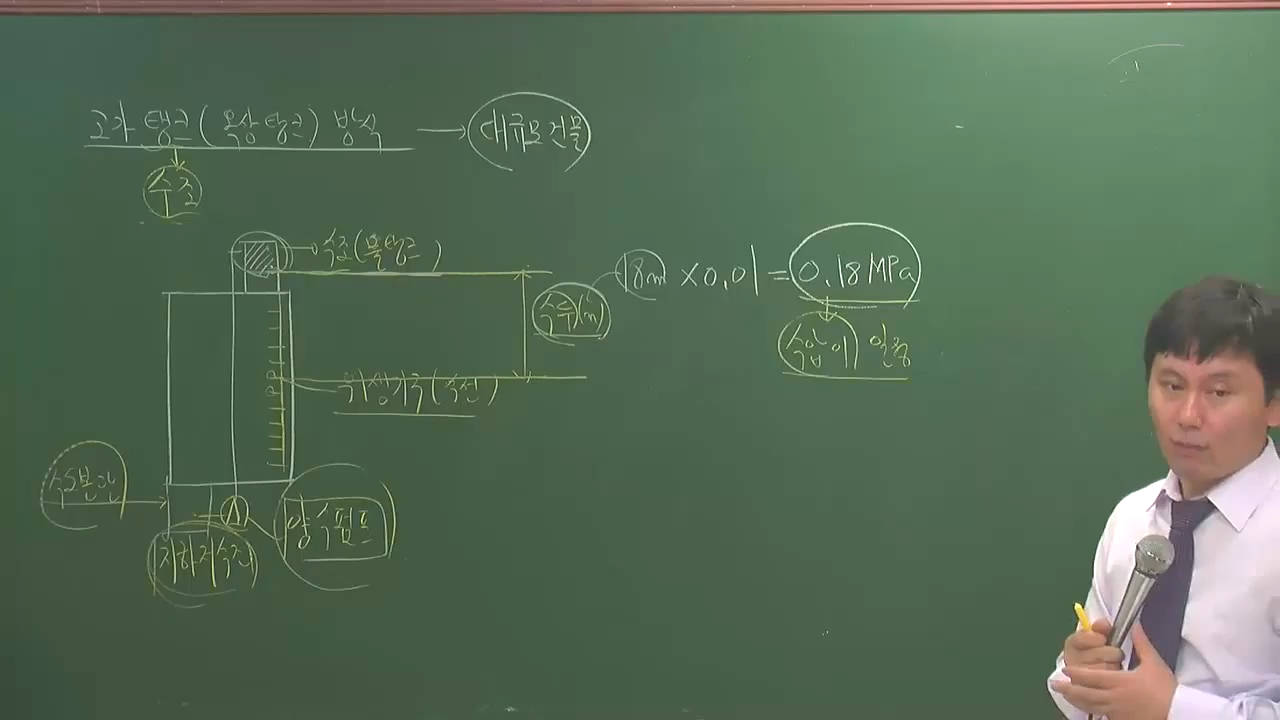 고가 탱크(옥상탱크) 방식 → 대규모건물
수조
수조(물탱크)
18m × 0.01 = 0.18 MPa
수두(m)
수압이 일정
위생기구(수전)
수도본관
양수펌프
지하저수조